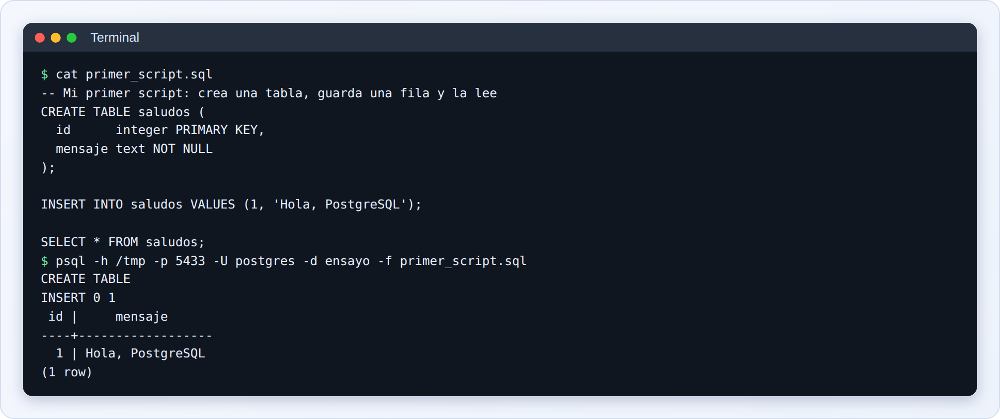 Terminal
$ cat primer_script.sql
-- Mi primer script: crea una tabla, guarda una fila y la lee
CREATE TABLE saludos (
  id      integer PRIMARY KEY,
  mensaje text NOT NULL
);

INSERT INTO saludos VALUES (1, 'Hola, PostgreSQL');

SELECT * FROM saludos;
$ psql -h /tmp -p 5433 -U postgres -d ensayo -f primer_script.sql
CREATE TABLE
INSERT 0 1
 id |     mensaje
----+------------------
  1 | Hola, PostgreSQL
(1 row)